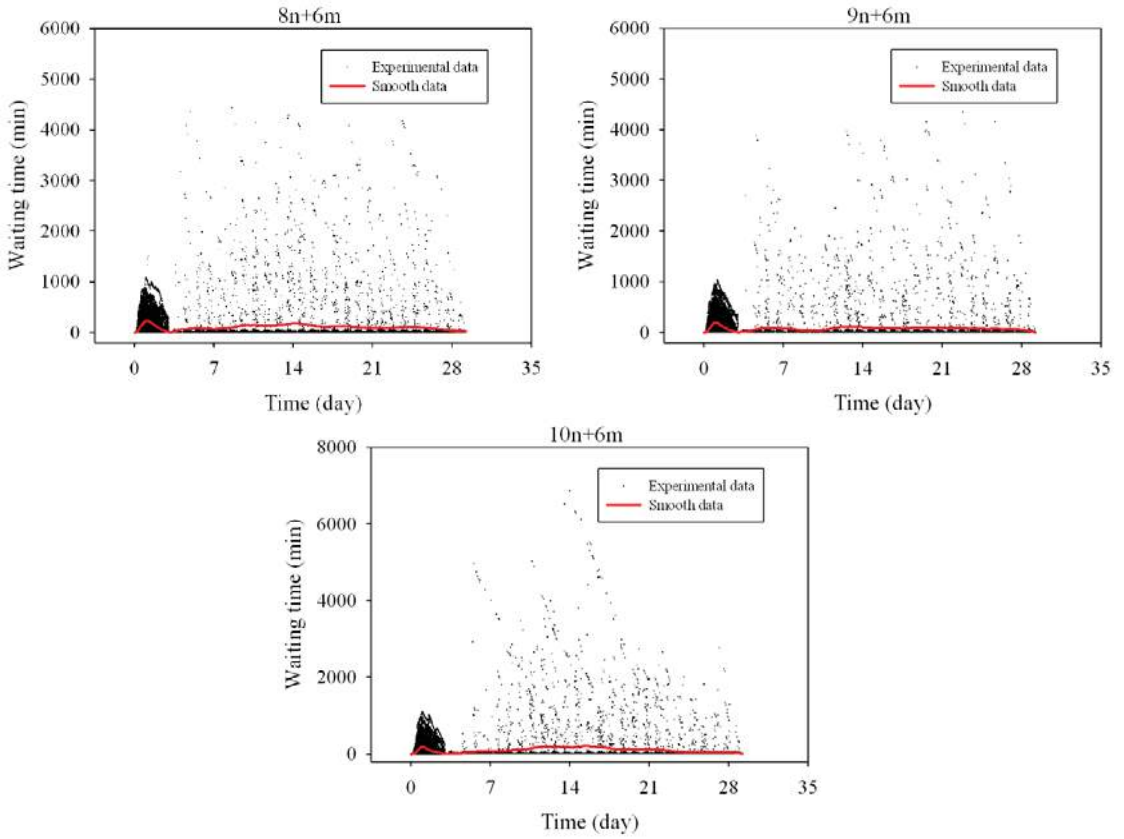 8n+6m
6000
5000
4000
3000
2000
1000
0
Waiting time (min)
Experimental data
Smooth data
0 7 14 21 28 35
Time (day)
9n+6m
6000
5000
4000
3000
2000
1000
0
Waiting time (min)
Experimental data
Smooth data
0 7 14 21 28 35
Time (day)
10n+6m
8000
6000
4000
2000
0
Waiting time (min)
Experimental data
Smooth data
0 7 14 21 28 35
Time (day)